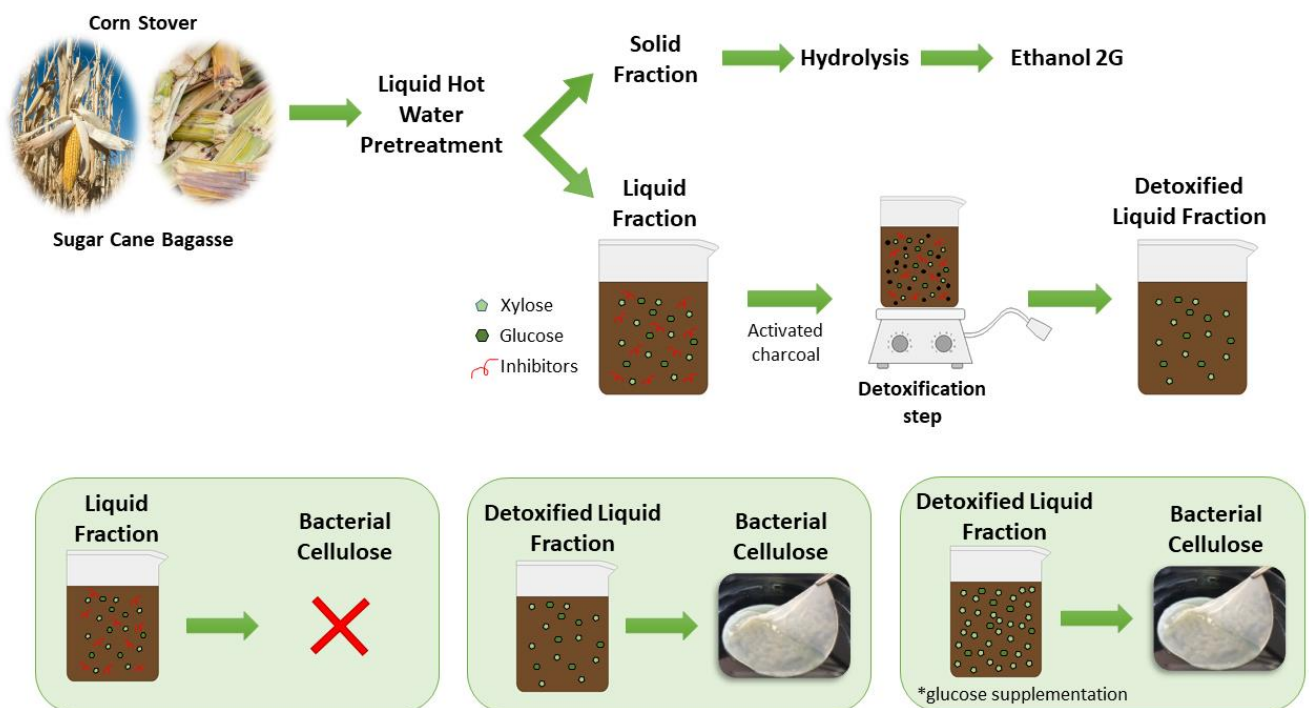 Corn Stover
Sugar Cane Bagasse
Liquid Hot
Water
Pretreatment
Solid
Fraction
Hydrolysis
Ethanol 2G
Liquid
Fraction
Xylose
Glucose
Inhibitors
Activated
charcoal
Detoxification
step
Detoxified
Liquid Fraction
Liquid
Fraction
Bacterial
Cellulose
Detoxified Liquid
Fraction
Bacterial
Cellulose
Detoxified Liquid
Fraction
Bacterial
Cellulose
*glucose supplementation